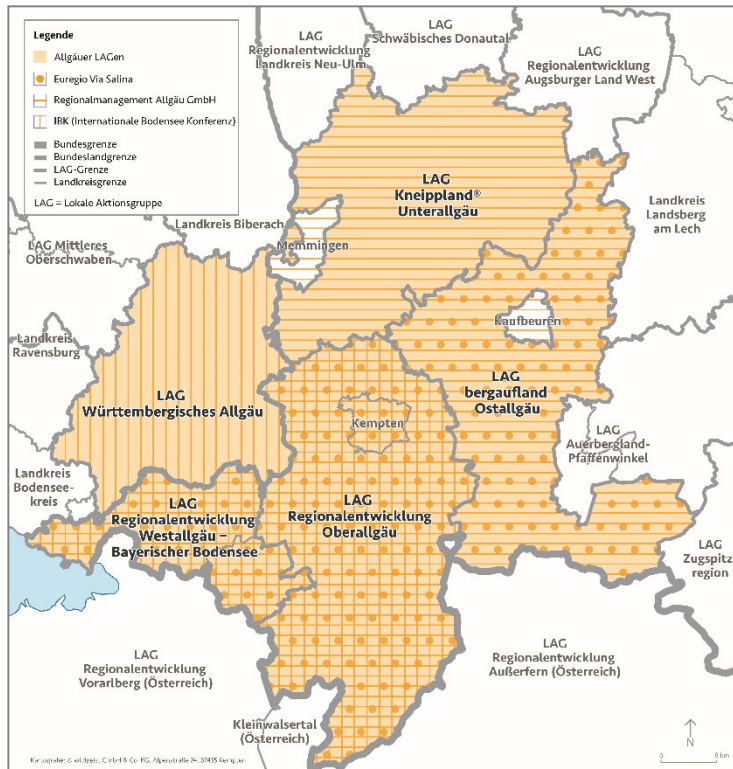 Legende
Allgäuer LAGen
Euregio Via Salina
Regionalmanagement Allgäu GmbH
IBK (Internationale Bodensee Konferenz)
Bundesgrenze
Bundeslandgrenze
LAG-Grenze
Landkreisgrenze
LAG = Lokale Aktionsgruppe
LAG
Regionalentwicklung
Landkreis Neu-Ulm
LAG
Schwäbisches Donautal
LAG
Regionalentwicklung
Augsburger Land West
LAG
Kneippland®
Unterallgäu
Landkreis
Landsberg
am Lech
Landkreis Biberach
Memmingen
LAG Mittleres
Oberschwaben
Kaufbeuren
Landkreis
Ravensburg
LAG
Württembergisches Allgäu
LAG
bergaufland
Ostallgäu
Kempten
LAG
Auerbergland-
Pfaffenwinkel
Landkreis
Bodensee-
kreis
LAG
Regionalentwicklung
Westallgäu –
Bayerischer Bodensee
LAG
Regionalentwicklung
Oberallgäu
LAG
Zugspitz
region
LAG
Regionalentwicklung
Vorarlberg (Österreich)
LAG
Regionalentwicklung
Außerfern (Österreich)
Kleinwalsertal
(Österreich)
N
Alpenstraße
Kempten